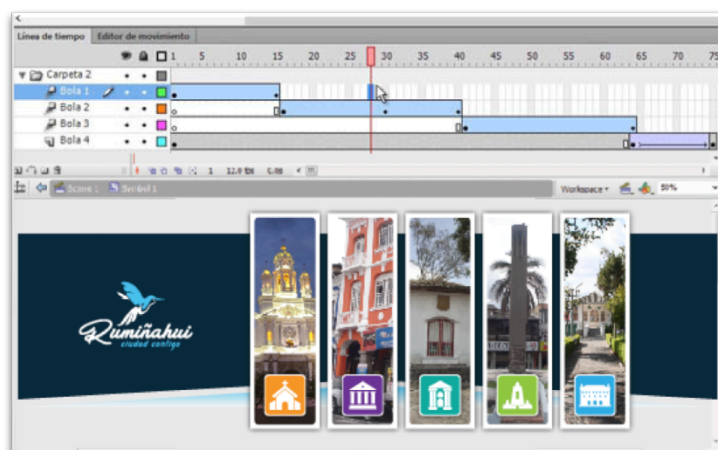 Línea de tiempo Editor de movimiento
1 5 10 15 20 25 30 35 40 45 50 55 60 65 70 75
Carpeta 2
Bola 1
Bola 2
Bola 3
Bola 4
1 12.0 fps
Scene 1 Symbol 1 Workspace 50%
Rumiñahui
ciudad contigo